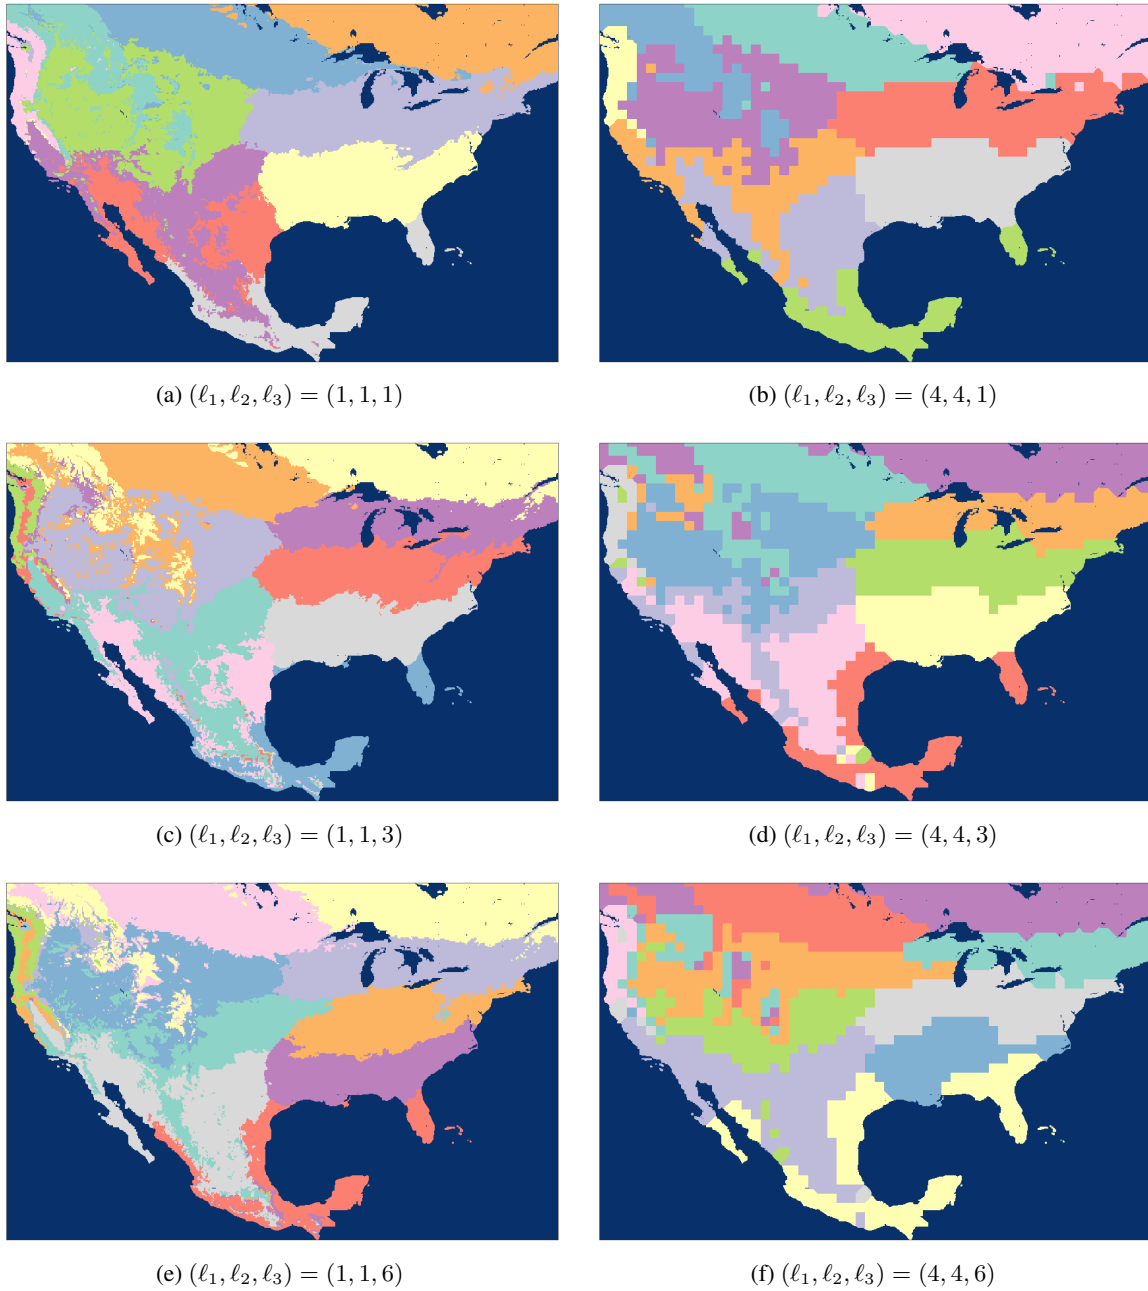 (a) (ℓ₁, ℓ₂, ℓ₃) = (1, 1, 1)
(b) (ℓ₁, ℓ₂, ℓ₃) = (4, 4, 1)
(c) (ℓ₁, ℓ₂, ℓ₃) = (1, 1, 3)
(d) (ℓ₁, ℓ₂, ℓ₃) = (4, 4, 3)
(e) (ℓ₁, ℓ₂, ℓ₃) = (1, 1, 6)
(f) (ℓ₁, ℓ₂, ℓ₃) = (4, 4, 6)